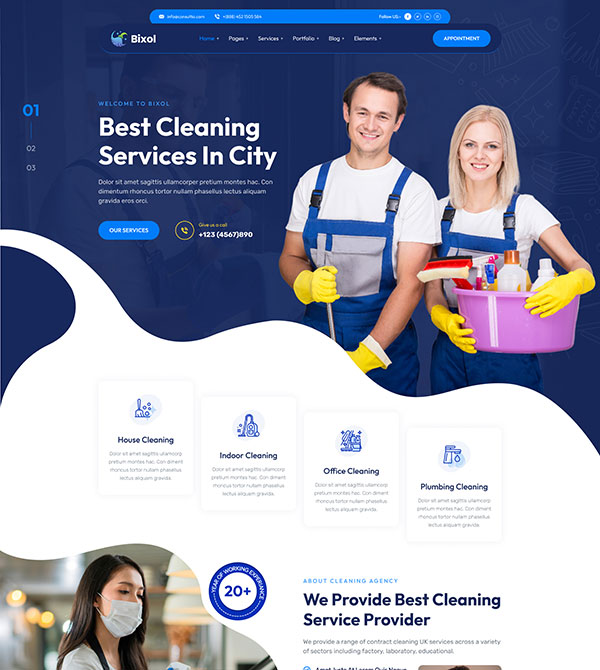 info@consulto.com +(888) 452 1505 584 Follow US:-
Bixol Home Pages Services Portfolio Blog Elements APPOINTMENT
01
02
03
WELCOME TO BIXOL
Best Cleaning
Services In City
Dolor sit amet sagittis ullamcorper pretium montes hac. Con
dimentum rhoncus tortor nullam phasellus lectus aliquam
gravida eros orci.
OUR SERVICES
Give us a call
+123 (4567)890
House Cleaning
Dolor sit amet sagittis ullamcorp
pretium montes hac. Con diment
rhoncus tortor nullam phasellus
lectus aliquam gravida.
Indoor Cleaning
Dolor sit amet sagittis ullamcorp
pretium montes hac. Con diment
rhoncus tortor nullam phasellus
lectus aliquam gravida.
Office Cleaning
Dolor sit amet sagittis ullamcorp
pretium montes hac. Con diment
rhoncus tortor nullam phasellus
lectus aliquam gravida.
Plumbing Cleaning
Dolor sit amet sagittis ullamcorp
pretium montes hac. Con diment
rhoncus tortor nullam phasellus
lectus aliquam gravida.
YEAR OF WORKING EXPERIANCE
20+
ABOUT CLEANING AGENCY
We Provide Best Cleaning
Service Provider
We provide a range of contract cleaning UK services across a variety
of sectors including factory, laboratory, educational.